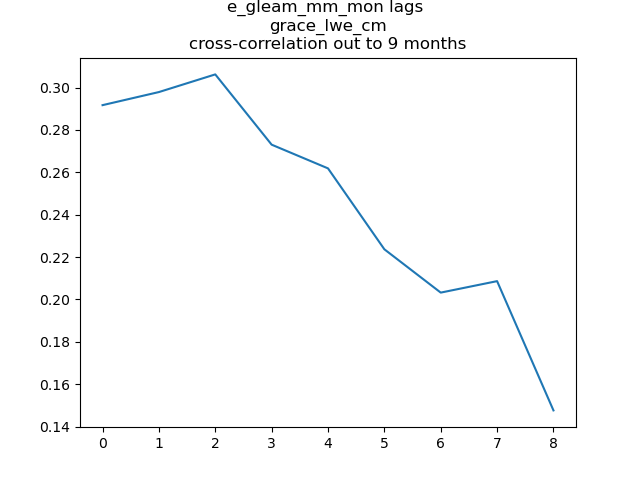 e_gleam_mm_mon lags
grace_lwe_cm
cross-correlation out to 9 months
0.30
0.28
0.26
0.24
0.22
0.20
0.18
0.16
0.14
0 1 2 3 4 5 6 7 8